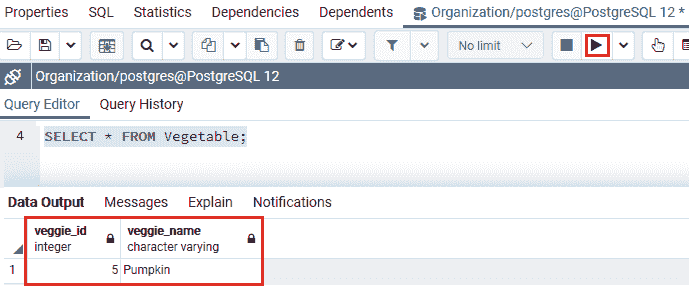 Properties SQL Statistics Dependencies Dependents Organization/postgres@PostgreSQL 12 *
No limit
Organization/postgres@PostgreSQL 12
Query Editor Query History
4 SELECT * FROM Vegetable;
Data Output Messages Explain Notifications
veggie_id veggie_name
integer character varying
1 5 Pumpkin